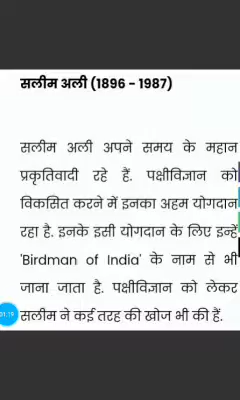 सलीम अली (1896 - 1987)
सलीम अली अपने समय के महान
प्रकृतिवादी रहे हैं. पक्षीविज्ञान को
विकसित करने में इनका अहम योगदान
रहा है. इनके इसी योगदान के लिए इन्हें
'Birdman of India' के नाम से भी
जाना जाता है. पक्षीविज्ञान को लेकर
सलीम ने कई तरह की खोज भी की हैं.